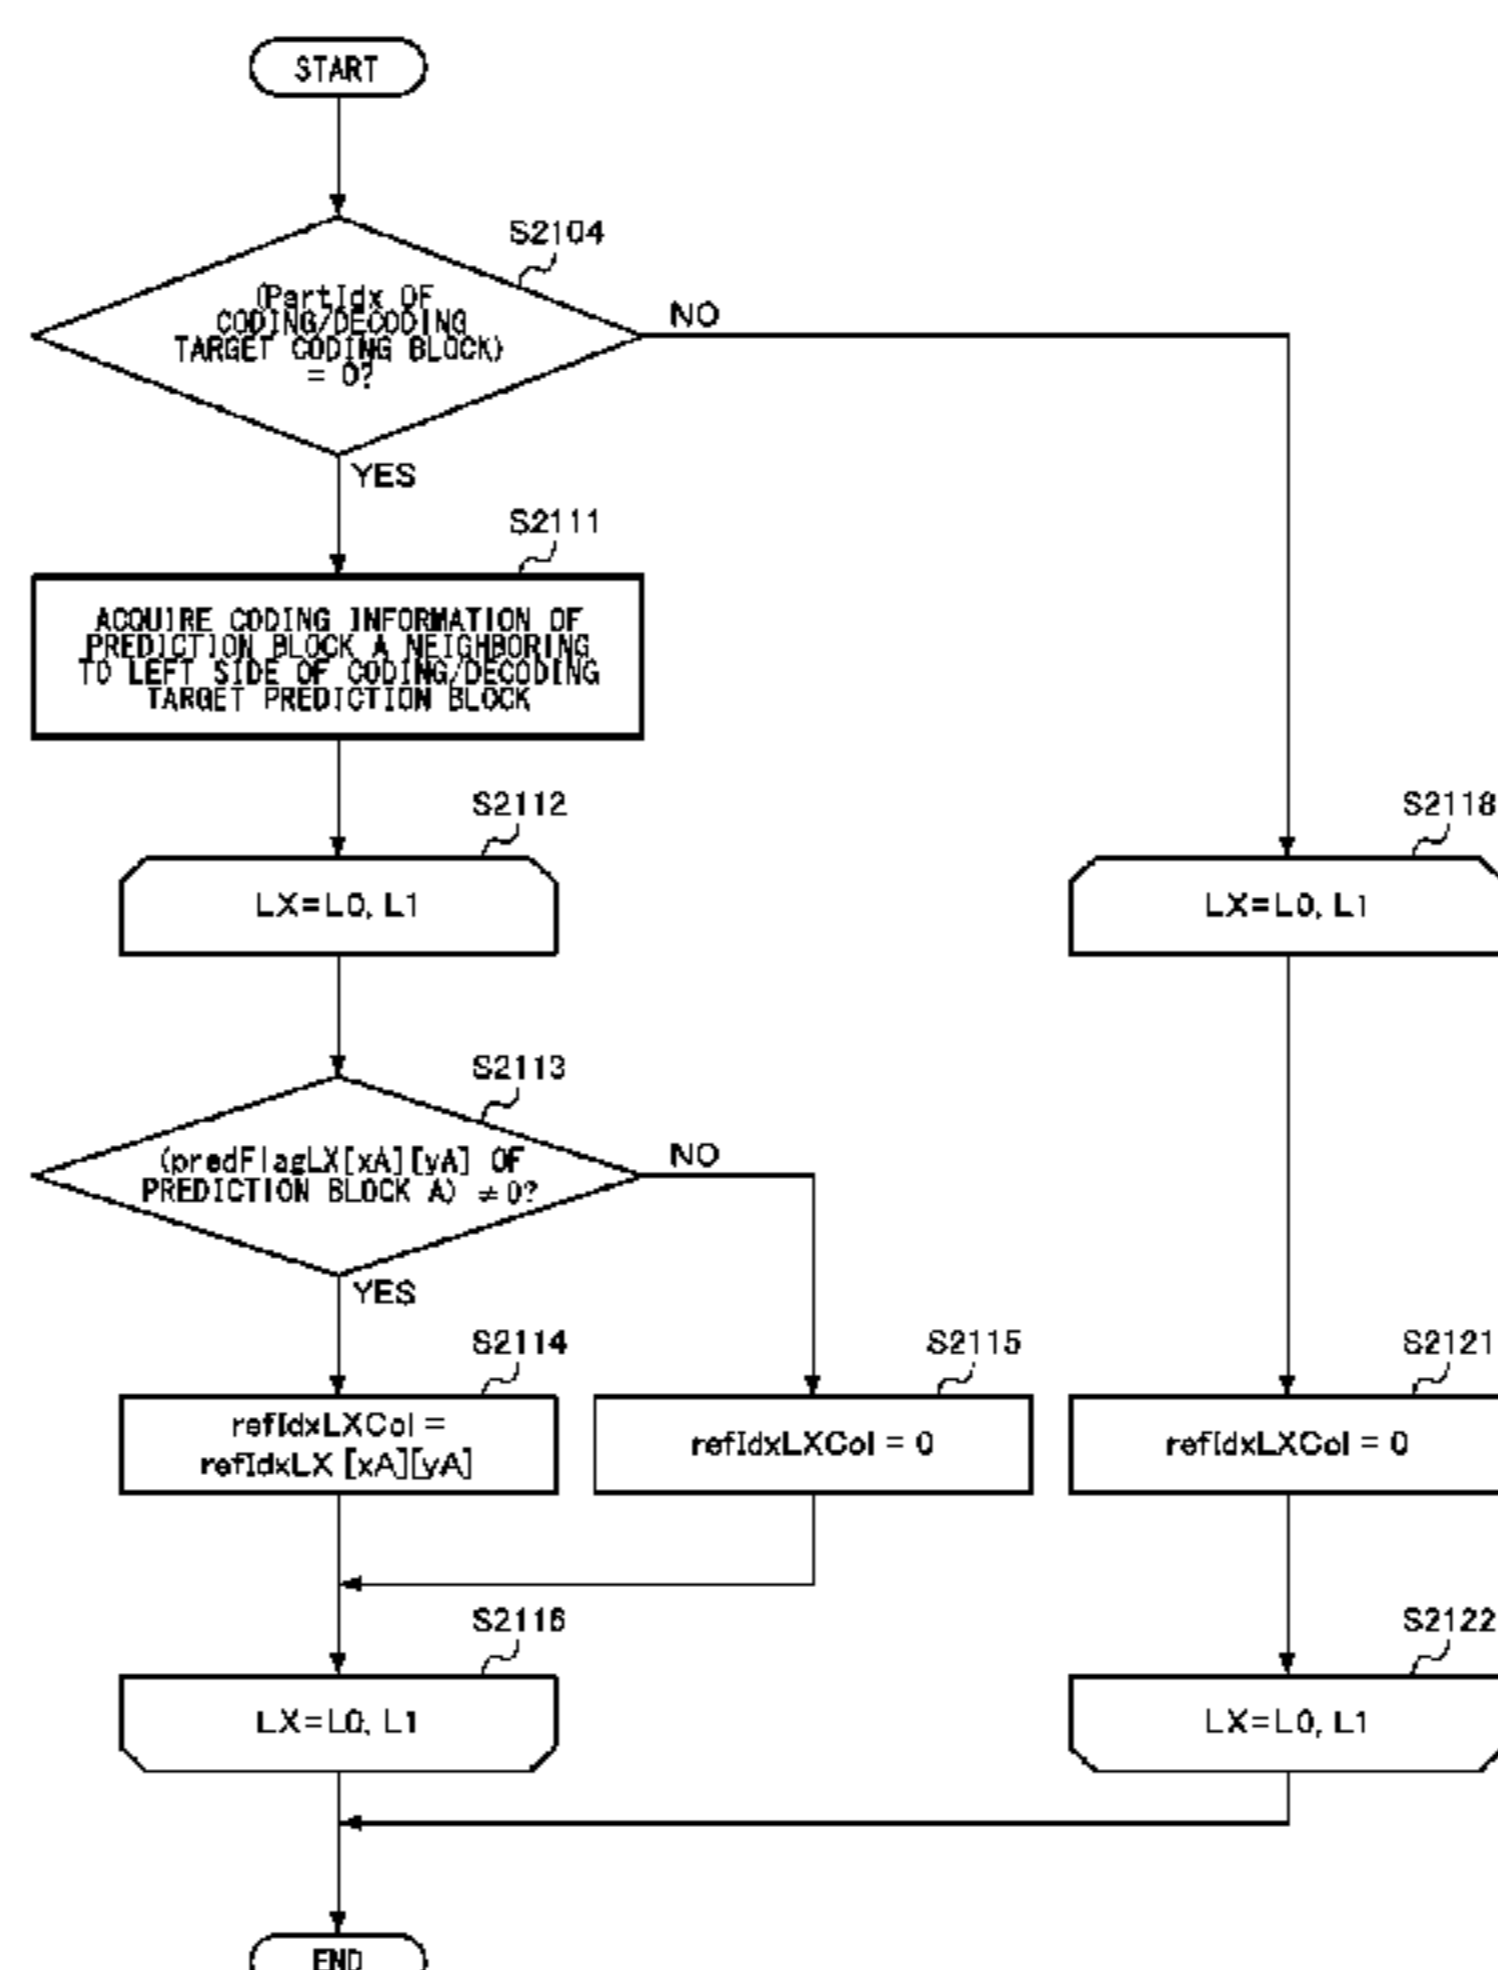 START
S2104
(PartIdx OF
CODING/DECODING
TARGET CODING BLOCK)
= 0?
NO
YES
S2111
ACQUIRE CODING INFORMATION OF
PREDICTION BLOCK A NEIGHBORING
TO LEFT SIDE OF CODING/DECODING
TARGET PREDICTION BLOCK
S2112
LX=L0, L1
S2118
LX=L0, L1
S2113
(predFlagLX[xA][yA] OF
PREDICTION BLOCK A) ≠0?
NO
YES
S2114
refIdxLXCol =
refIdxLX [xA][yA]
S2115
refIdxLXCol = 0
S2121
refIdxLXCol = 0
S2116
LX=L0, L1
S2122
LX=L0, L1
END